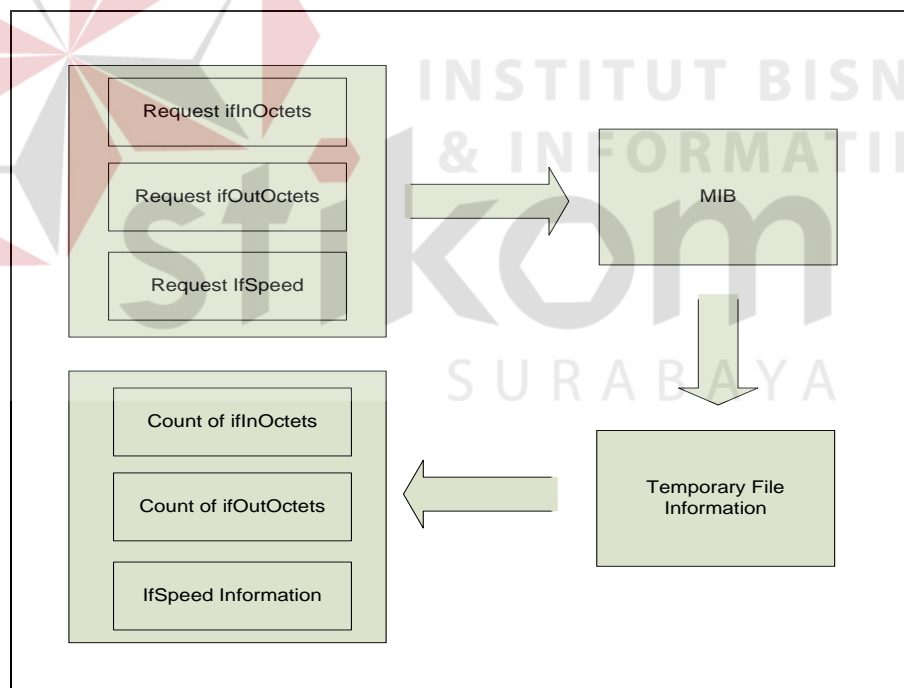 INSTITUT BISN
& INFORMATIK
stikom
SURABAYA
Request ifInOctets
Request ifOutOctets
Request IfSpeed
MIB
Count of ifInOctets
Count of ifOutOctets
IfSpeed Information
Temporary File
Information